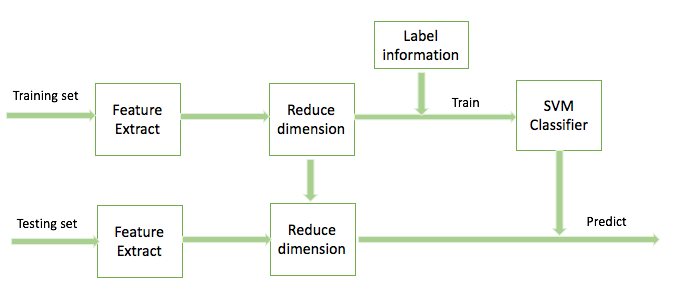 Label
information
Training set
Feature
Extract
Reduce
dimension
Train
SVM
Classifier
Testing set
Feature
Extract
Reduce
dimension
Predict